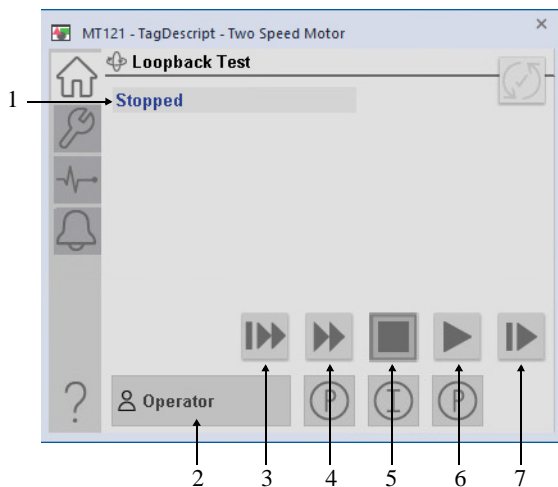 MT121 - TagDescript - Two Speed Motor
Loopback Test
1
Stopped
?
Operator
P
I
P
2 3 4 5 6 7